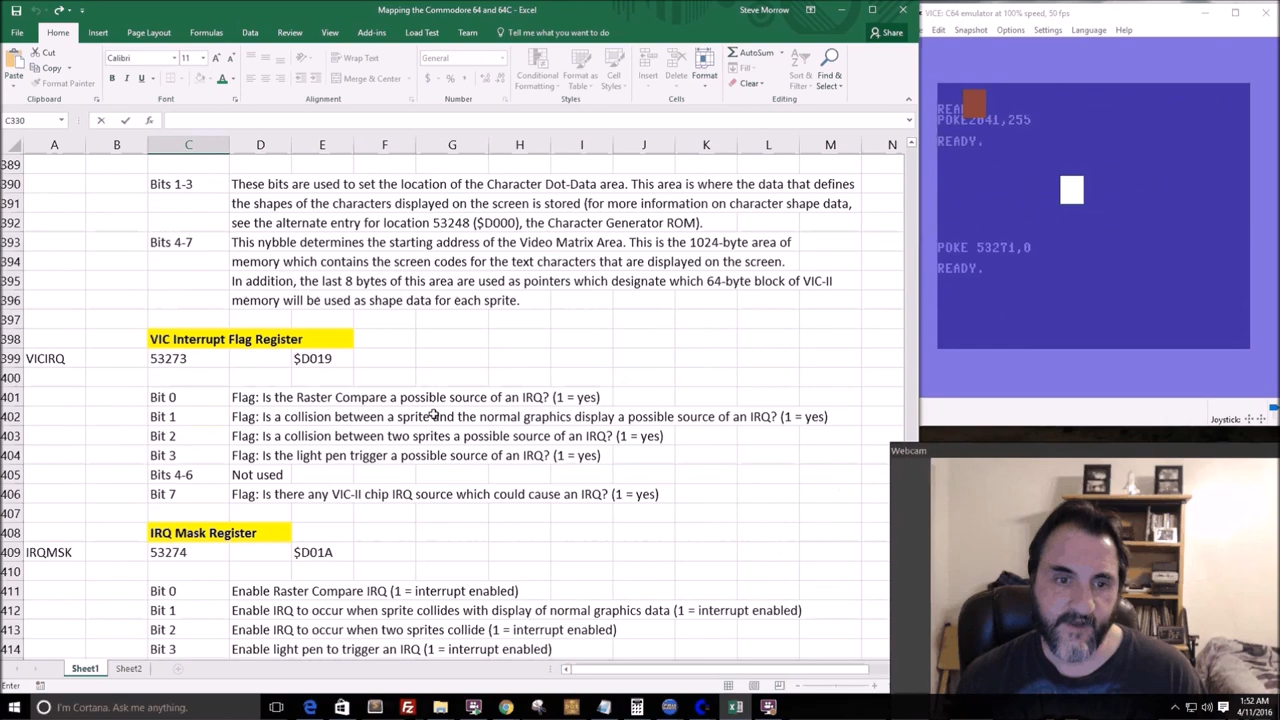 Mapping the Commodore 64 and 64C - Excel
Steve Morrow
File Home Insert Page Layout Formulas Data Review View Add-ins Load Test Team Tell me what you want to do Share
Paste
Cut
Copy
Format Painter
Clipboard
Calibri 11
B I U
Font
Wrap Text
Merge & Center
Alignment
General
$ % ,
Number
Conditional Formatting
Format as Table
Cell Styles
Styles
Insert Delete Format
Cells
AutoSum
Fill
Clear
Sort & Filter
Find & Select
Editing
C330
fx
A B C D E F G H I J K L M N
389
390 Bits 1-3 These bits are used to set the location of the Character Dot-Data area. This area is where the data that defines
391 the shapes of the characters displayed on the screen is stored (for more information on character shape data,
392 see the alternate entry for location 53248 ($D000), the Character Generator ROM).
393 Bits 4-7 This nybble determines the starting address of the Video Matrix Area. This is the 1024-byte area of
394 memory which contains the screen codes for the text characters that are displayed on the screen.
395 In addition, the last 8 bytes of this area are used as pointers which designate which 64-byte block of VIC-II
396 memory will be used as shape data for each sprite.
397
398 VIC Interrupt Flag Register
399 VICIRQ 53273 $D019
400
401 Bit 0 Flag: Is the Raster Compare a possible source of an IRQ? (1 = yes)
402 Bit 1 Flag: Is a collision between a sprite and the normal graphics display a possible source of an IRQ? (1 = yes)
403 Bit 2 Flag: Is a collision between two sprites a possible source of an IRQ? (1 = yes)
404 Bit 3 Flag: Is the light pen trigger a possible source of an IRQ? (1 = yes)
405 Bits 4-6 Not used
406 Bit 7 Flag: Is there any VIC-II chip IRQ source which could cause an IRQ? (1 = yes)
407
408 IRQ Mask Register
409 IRQMSK 53274 $D01A
410
411 Bit 0 Enable Raster Compare IRQ (1 = interrupt enabled)
412 Bit 1 Enable IRQ to occur when sprite collides with display of normal graphics data (1 = interrupt enabled)
413 Bit 2 Enable IRQ to occur when two sprites collide (1 = interrupt enabled)
414 Bit 3 Enable light pen to trigger an IRQ (1 = interrupt enabled)
Sheet1 Sheet2
Enter
VICE: C64 emulator at 100% speed, 50 fps
Edit Snapshot Options Settings Language Help
POKE2041,255
READY.
POKE 53271,0
READY.
Joystick:
Webcam
I'm Cortana. Ask me anything.
1:52 AM
4/11/2016